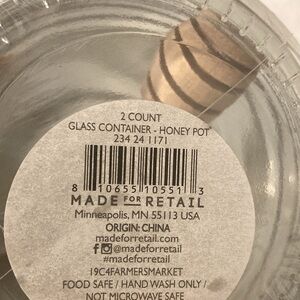 2 COUNT
GLASS CONTAINER - HONEY POT
234 24 1171
8 10655 10551 3
MADE FOR RETAIL
Minneapolis, MN 55113 USA
ORIGIN: CHINA
madeforretail.com
@madeforretail
#madeforretail
19C4FARMERSMARKET
FOOD SAFE / HAND WASH ONLY /
NOT MICROWAVE SAFE